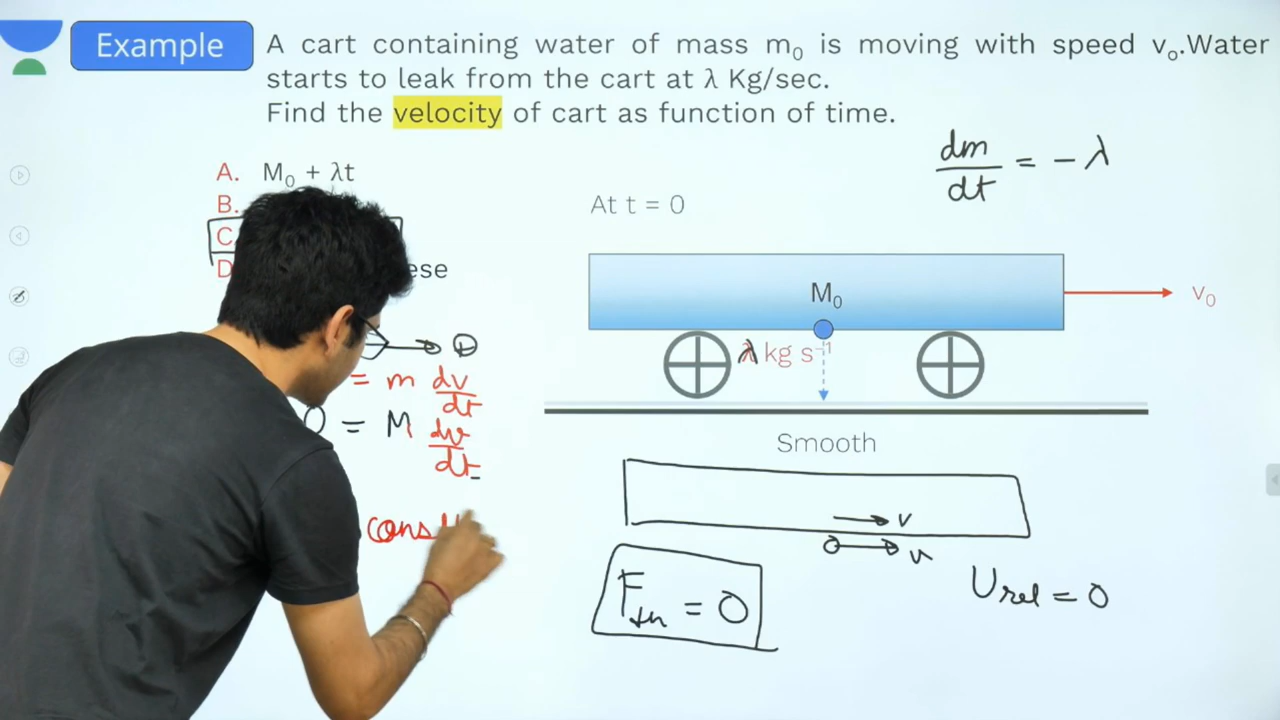 Example
A cart containing water of mass m₀ is moving with speed v₀.Water
starts to leak from the cart at λ Kg/sec.
Find the velocity of cart as function of time.
A. M₀ + λt
B.
C
D ese
dm/dt = - λ
At t = 0
M₀
v₀
λ kg s⁻¹
Smooth
= m dv/dt
0 = M dv/dt
cons
v
v
F = 0
Urel = 0